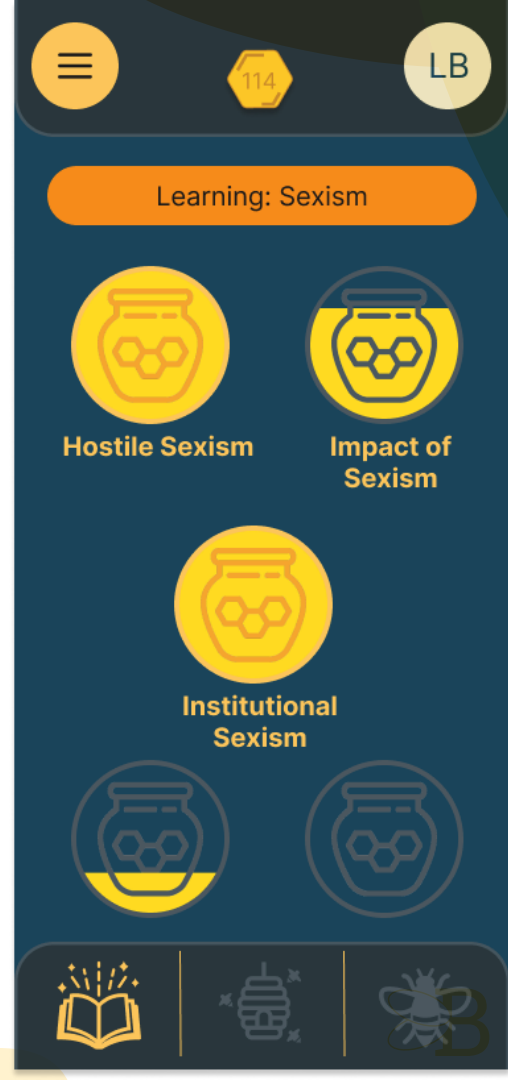 114
LB
Learning: Sexism
Hostile Sexism
Impact of
Sexism
Institutional
Sexism
B